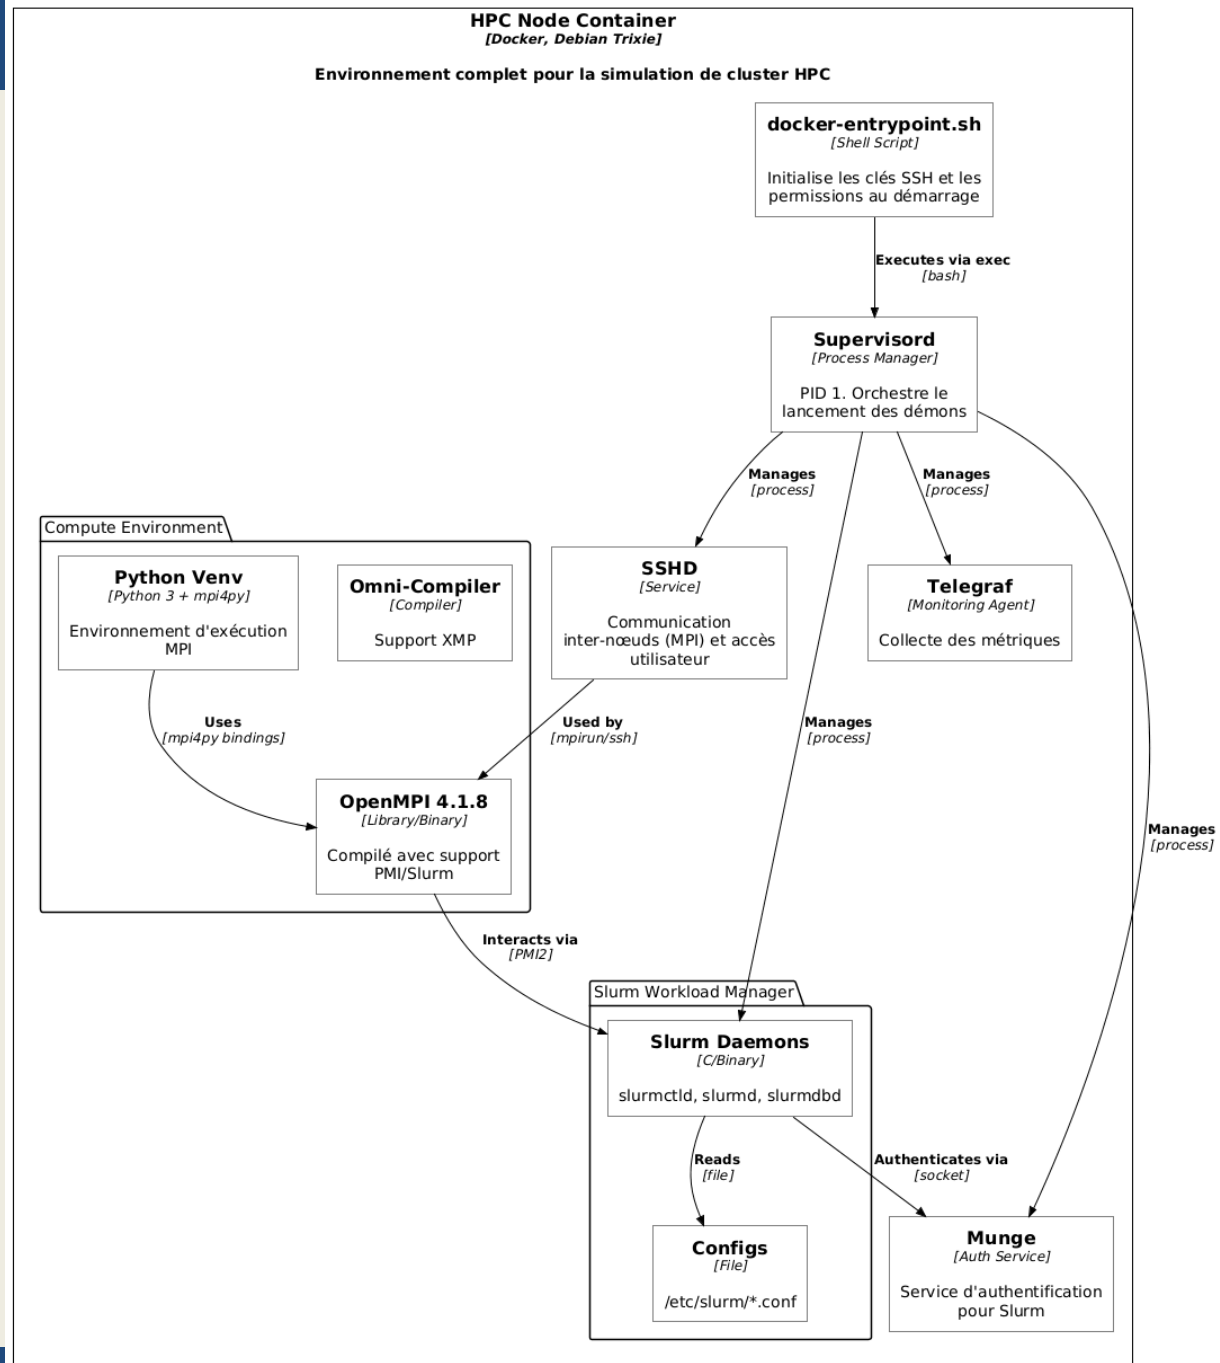 HPC Node Container
[Docker, Debian Trixie]
Environnement complet pour la simulation de cluster HPC
docker-entrypoint.sh
[Shell Script]
Initialise les clés SSH et les
permissions au démarrage
Executes via exec
[bash]
Supervisord
[Process Manager]
PID 1. Orchestre le
lancement des démons
Manages
[process]
Manages
[process]
Compute Environment
Python Venv
[Python 3 + mpi4py]
Environnement d'exécution
MPI
Omni-Compiler
[Compiler]
Support XMP
SSHD
[Service]
Communication
inter-nœuds (MPI) et accès
utilisateur
Telegraf
[Monitoring Agent]
Collecte des métriques
Uses
[mpi4py bindings]
Used by
[mpirun/ssh]
Manages
[process]
OpenMPI 4.1.8
[Library/Binary]
Compilé avec support
PMI/Slurm
Manages
[process]
Interacts via
[PMI2]
Slurm Workload Manager
Slurm Daemons
[C/Binary]
slurmctld, slurmd, slurmdbd
Reads
[file]
Authenticates via
[socket]
Configs
[File]
/etc/slurm/*.conf
Munge
[Auth Service]
Service d'authentification
pour Slurm